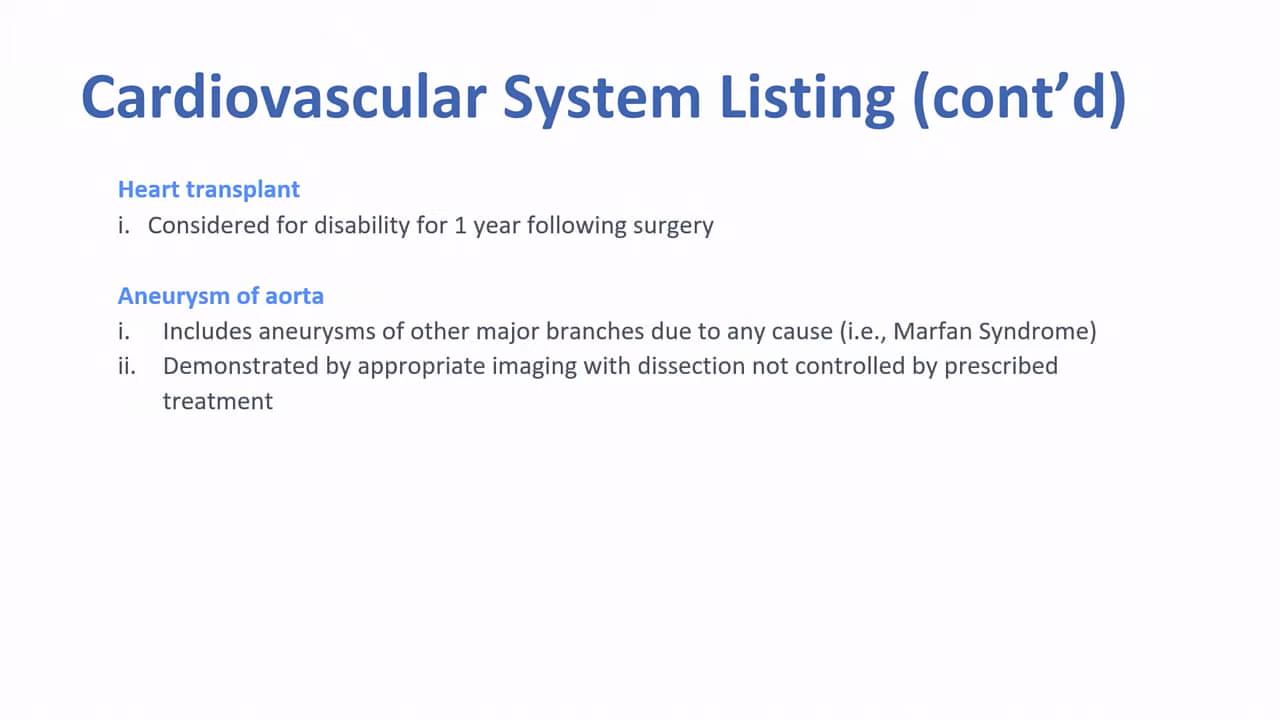 Cardiovascular System Listing (cont’d)
Heart transplant
i. Considered for disability for 1 year following surgery
Aneurysm of aorta
i. Includes aneurysms of other major branches due to any cause (i.e., Marfan Syndrome)
ii. Demonstrated by appropriate imaging with dissection not controlled by prescribed
treatment